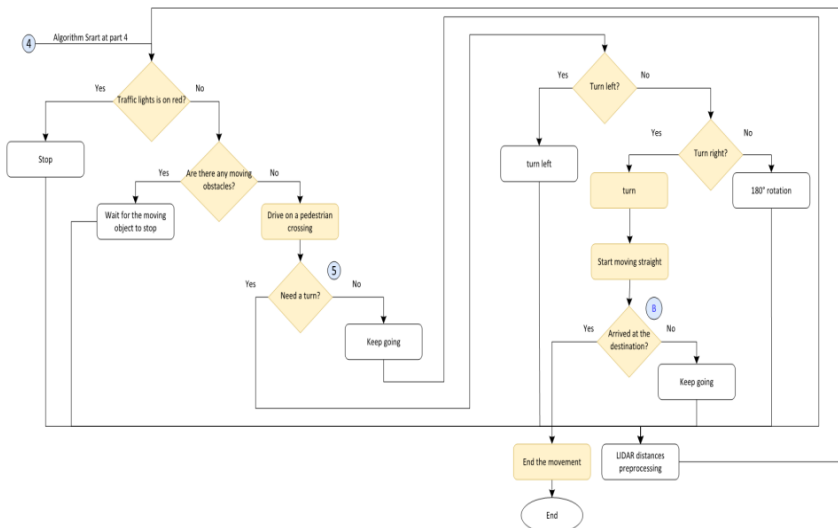 4
Algorithm Srart at part 4
Traffic lights is on red?
Yes
No
Stop
Are there any moving
obstacles?
Yes
No
Wait for the moving
object to stop
Drive on a pedestrian
crossing
5
Need a turn?
Yes
No
Keep going
Turn left?
Yes
No
turn left
Turn right?
Yes
No
turn
180° rotation
Start moving straight
8
Arrived at the
destination?
Yes
No
Keep going
End the movement
LIDAR distances
preprocessing
End